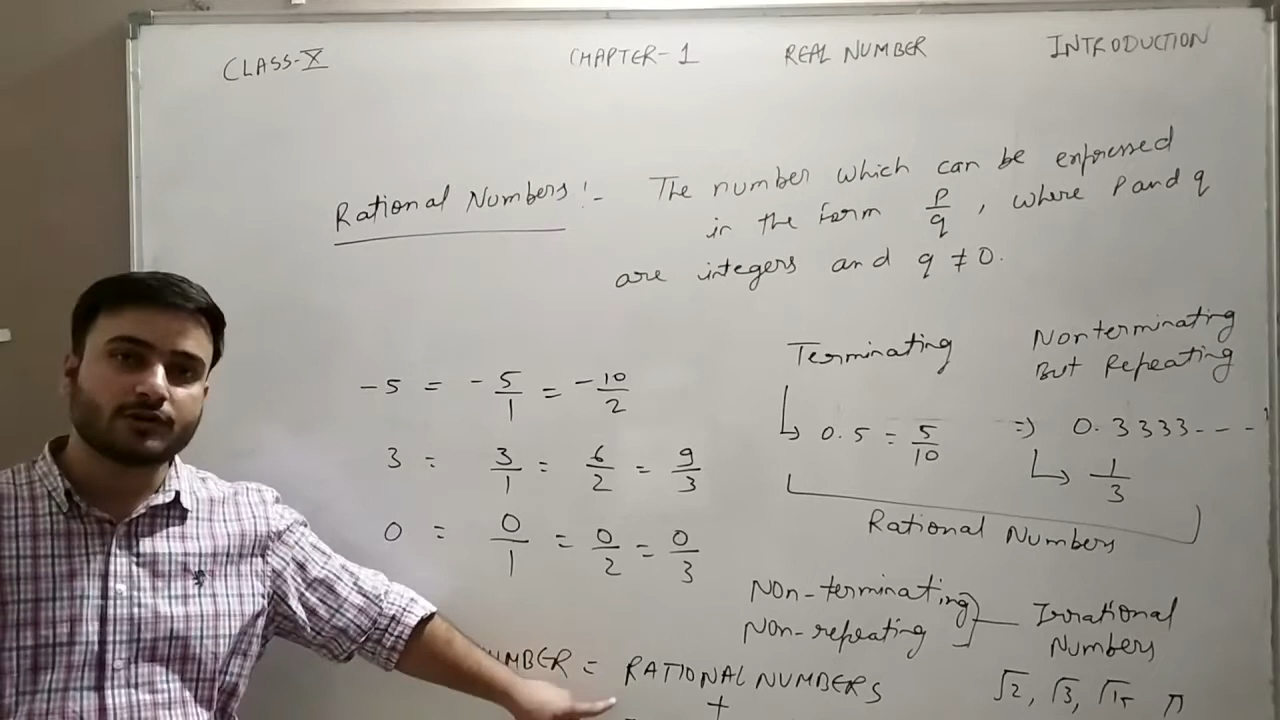 CLASS-X CHAPTER-1 REAL NUMBER INTRODUCTION
Rational Numbers :- The number which can be expressed
in the form p/q, where p and q
are integers and q ≠ 0.
Terminating
Nonterminating
But Repeating
-5 = -5/1 = -10/2
0.5 = 5/10
=> 0.3333---
3 = 3/1 = 6/2 = 9/3
1/3
0 = 0/1 = 0/2 = 0/3
Rational Numbers
Non-terminating
Non-repeating
Irrational
Numbers
= RATIONAL NUMBERS
+
√2, √3, π